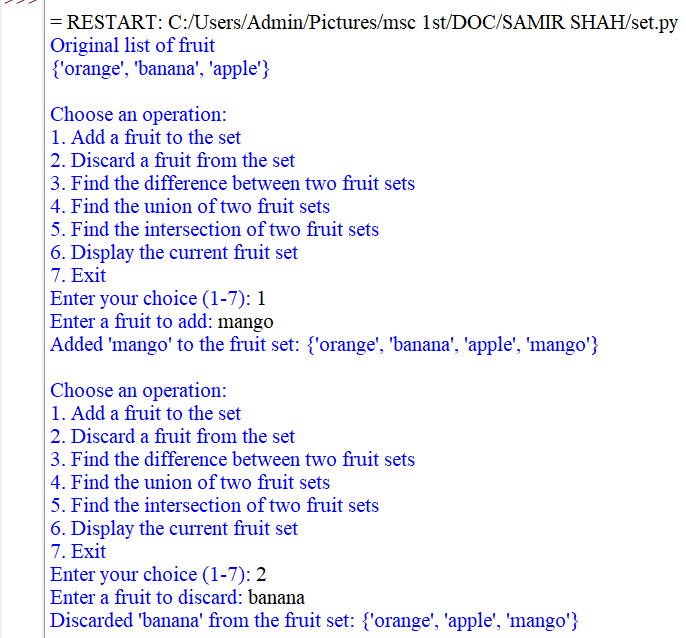 >>>
= RESTART: C:/Users/Admin/Pictures/msc 1st/DOC/SAMIR SHAH/set.py
Original list of fruit
{'orange', 'banana', 'apple'}

Choose an operation:
1. Add a fruit to the set
2. Discard a fruit from the set
3. Find the difference between two fruit sets
4. Find the union of two fruit sets
5. Find the intersection of two fruit sets
6. Display the current fruit set
7. Exit
Enter your choice (1-7): 1
Enter a fruit to add: mango
Added 'mango' to the fruit set: {'orange', 'banana', 'apple', 'mango'}

Choose an operation:
1. Add a fruit to the set
2. Discard a fruit from the set
3. Find the difference between two fruit sets
4. Find the union of two fruit sets
5. Find the intersection of two fruit sets
6. Display the current fruit set
7. Exit
Enter your choice (1-7): 2
Enter a fruit to discard: banana
Discarded 'banana' from the fruit set: {'orange', 'apple', 'mango'}